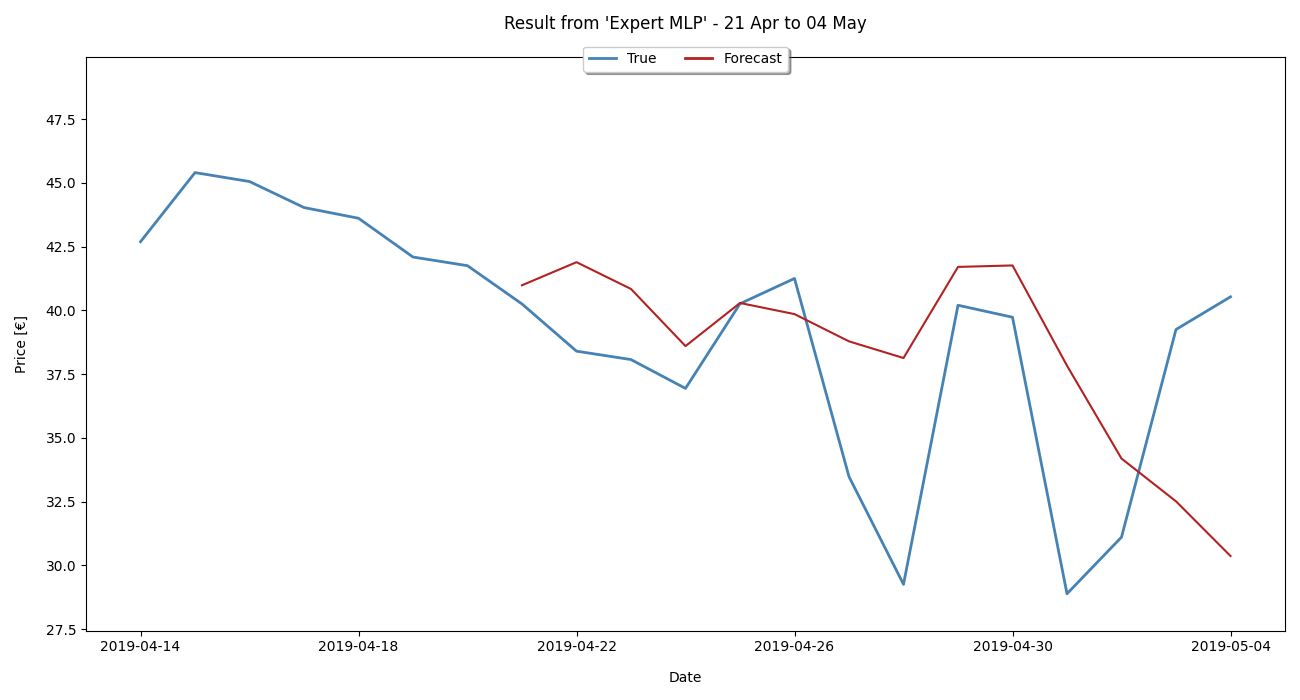 Result from 'Expert MLP' - 21 Apr to 04 May
True Forecast
47.5
45.0
42.5
40.0
37.5
35.0
32.5
30.0
27.5
Price [€]
2019-04-14 2019-04-18 2019-04-22 2019-04-26 2019-04-30 2019-05-04
Date